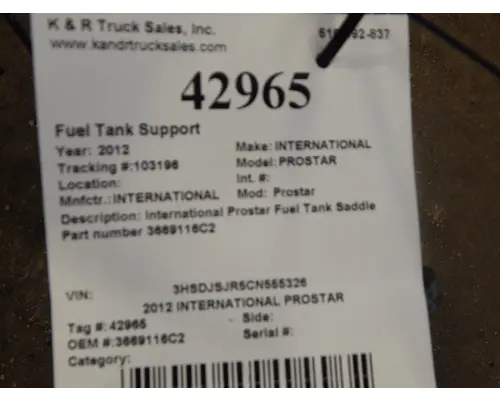 K & R Truck Sales, Inc.
www.kandrtrucksales.com
42965
Fuel Tank Support
Year: 2012 Make: INTERNATIONAL
Tracking #:103196 Model: PROSTAR
Location: Int. #:
Mnfctr.: INTERNATIONAL Mod: Prostar
Description: International Prostar Fuel Tank Saddle
Part number 3669116C2
VIN: 3HSDJSJR5CN555326
2012 INTERNATIONAL PROSTAR
Tag #:42965 Side:
OEM #:3669116C2 Serial #:
Category: